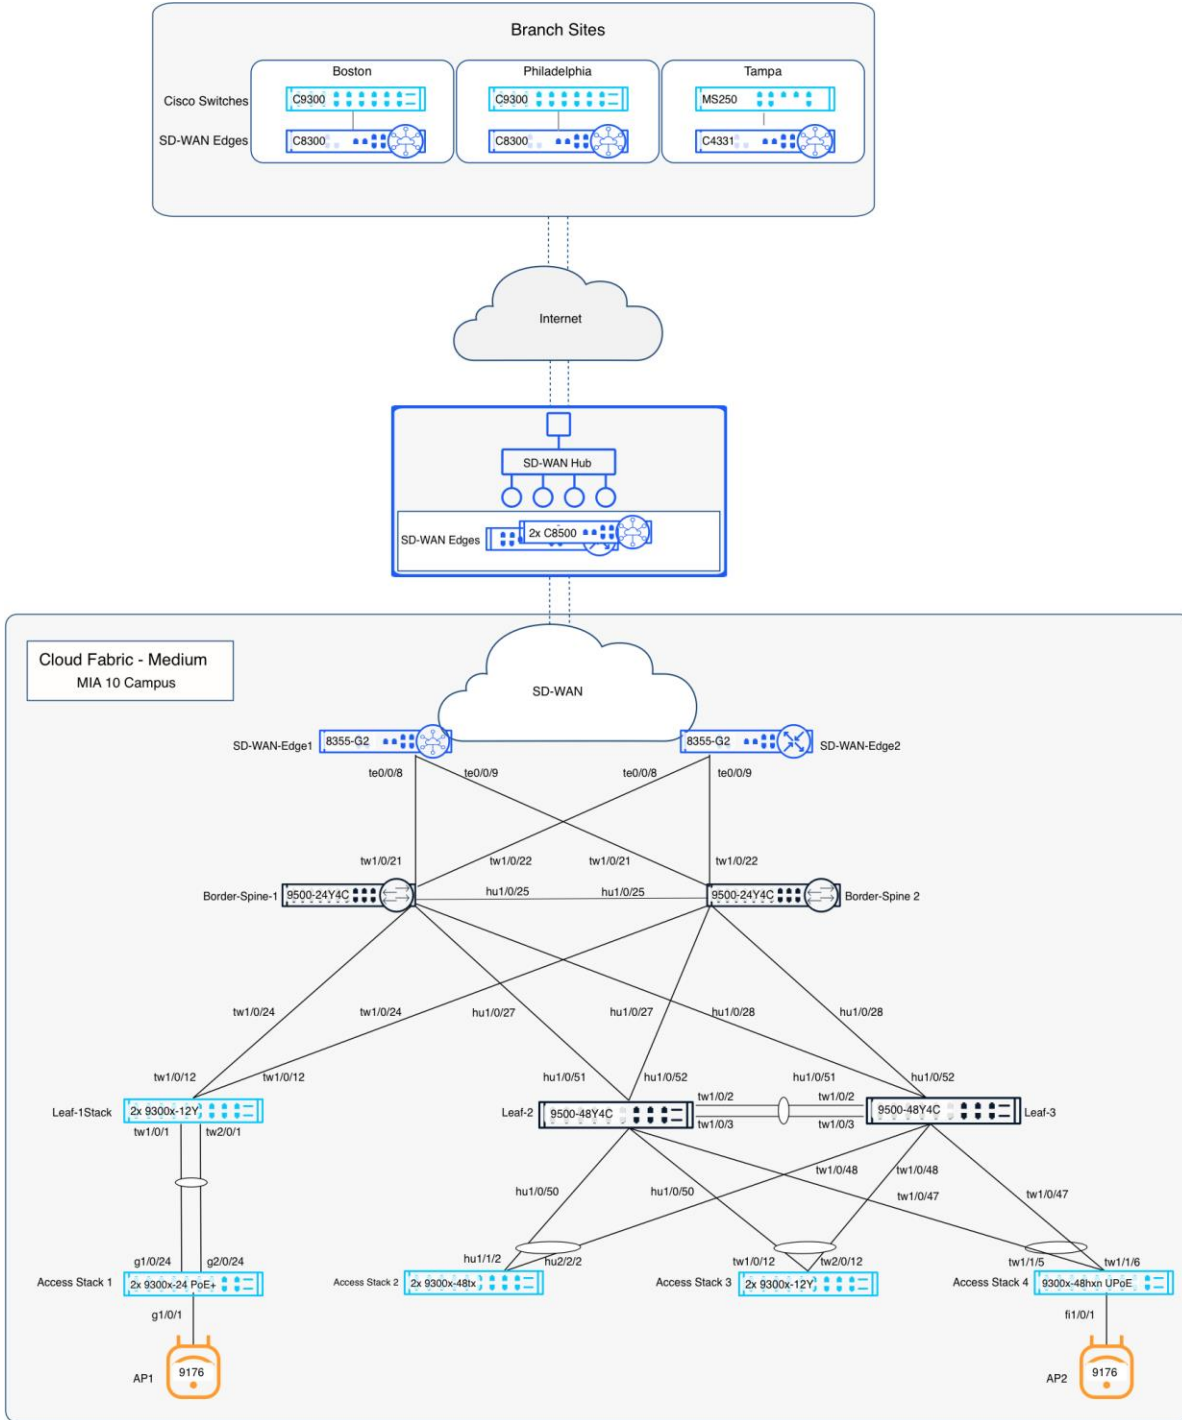 Branch Sites
Boston
Philadelphia
Tampa
Cisco Switches
C9300
C9300
MS250
SD-WAN Edges
C8300
C8300
C4331
Internet
SD-WAN Hub
SD-WAN Edges
2x C8500
Cloud Fabric - Medium
MIA 10 Campus
SD-WAN
SD-WAN-Edge1
8355-G2
8355-G2
SD-WAN-Edge2
te0/0/8
te0/0/9
te0/0/8
te0/0/9
tw1/0/21
tw1/0/22
tw1/0/21
tw1/0/22
Border-Spine-1
9500-24Y4C
hu1/0/25
hu1/0/25
9500-24Y4C
Border-Spine 2
tw1/0/24
tw1/0/24
hu1/0/27
hu1/0/27
hu1/0/28
hu1/0/28
tw1/0/12
tw1/0/12
hu1/0/51
hu1/0/52
hu1/0/51
hu1/0/52
Leaf-1Stack
2x 9300x-12Y
Leaf-2
9500-48Y4C
tw1/0/2
tw1/0/2
9500-48Y4C
Leaf-3
tw1/0/3
tw1/0/3
tw1/0/1
tw2/0/1
hu1/0/50
hu1/0/50
tw1/0/48
tw1/0/48
tw1/0/47
tw1/0/47
g1/0/24
g2/0/24
hu1/1/2
hu2/2/2
tw1/0/12
tw2/0/12
tw1/1/5
tw1/1/6
Access Stack 1
2x 9300x-24 PoE+
Access Stack 2
2x 9300x-48tx
Access Stack 3
2x 9300x-12Y
Access Stack 4
9300x-48hxn UPoE
g1/0/1
fi1/0/1
AP1
9176
AP2
9176